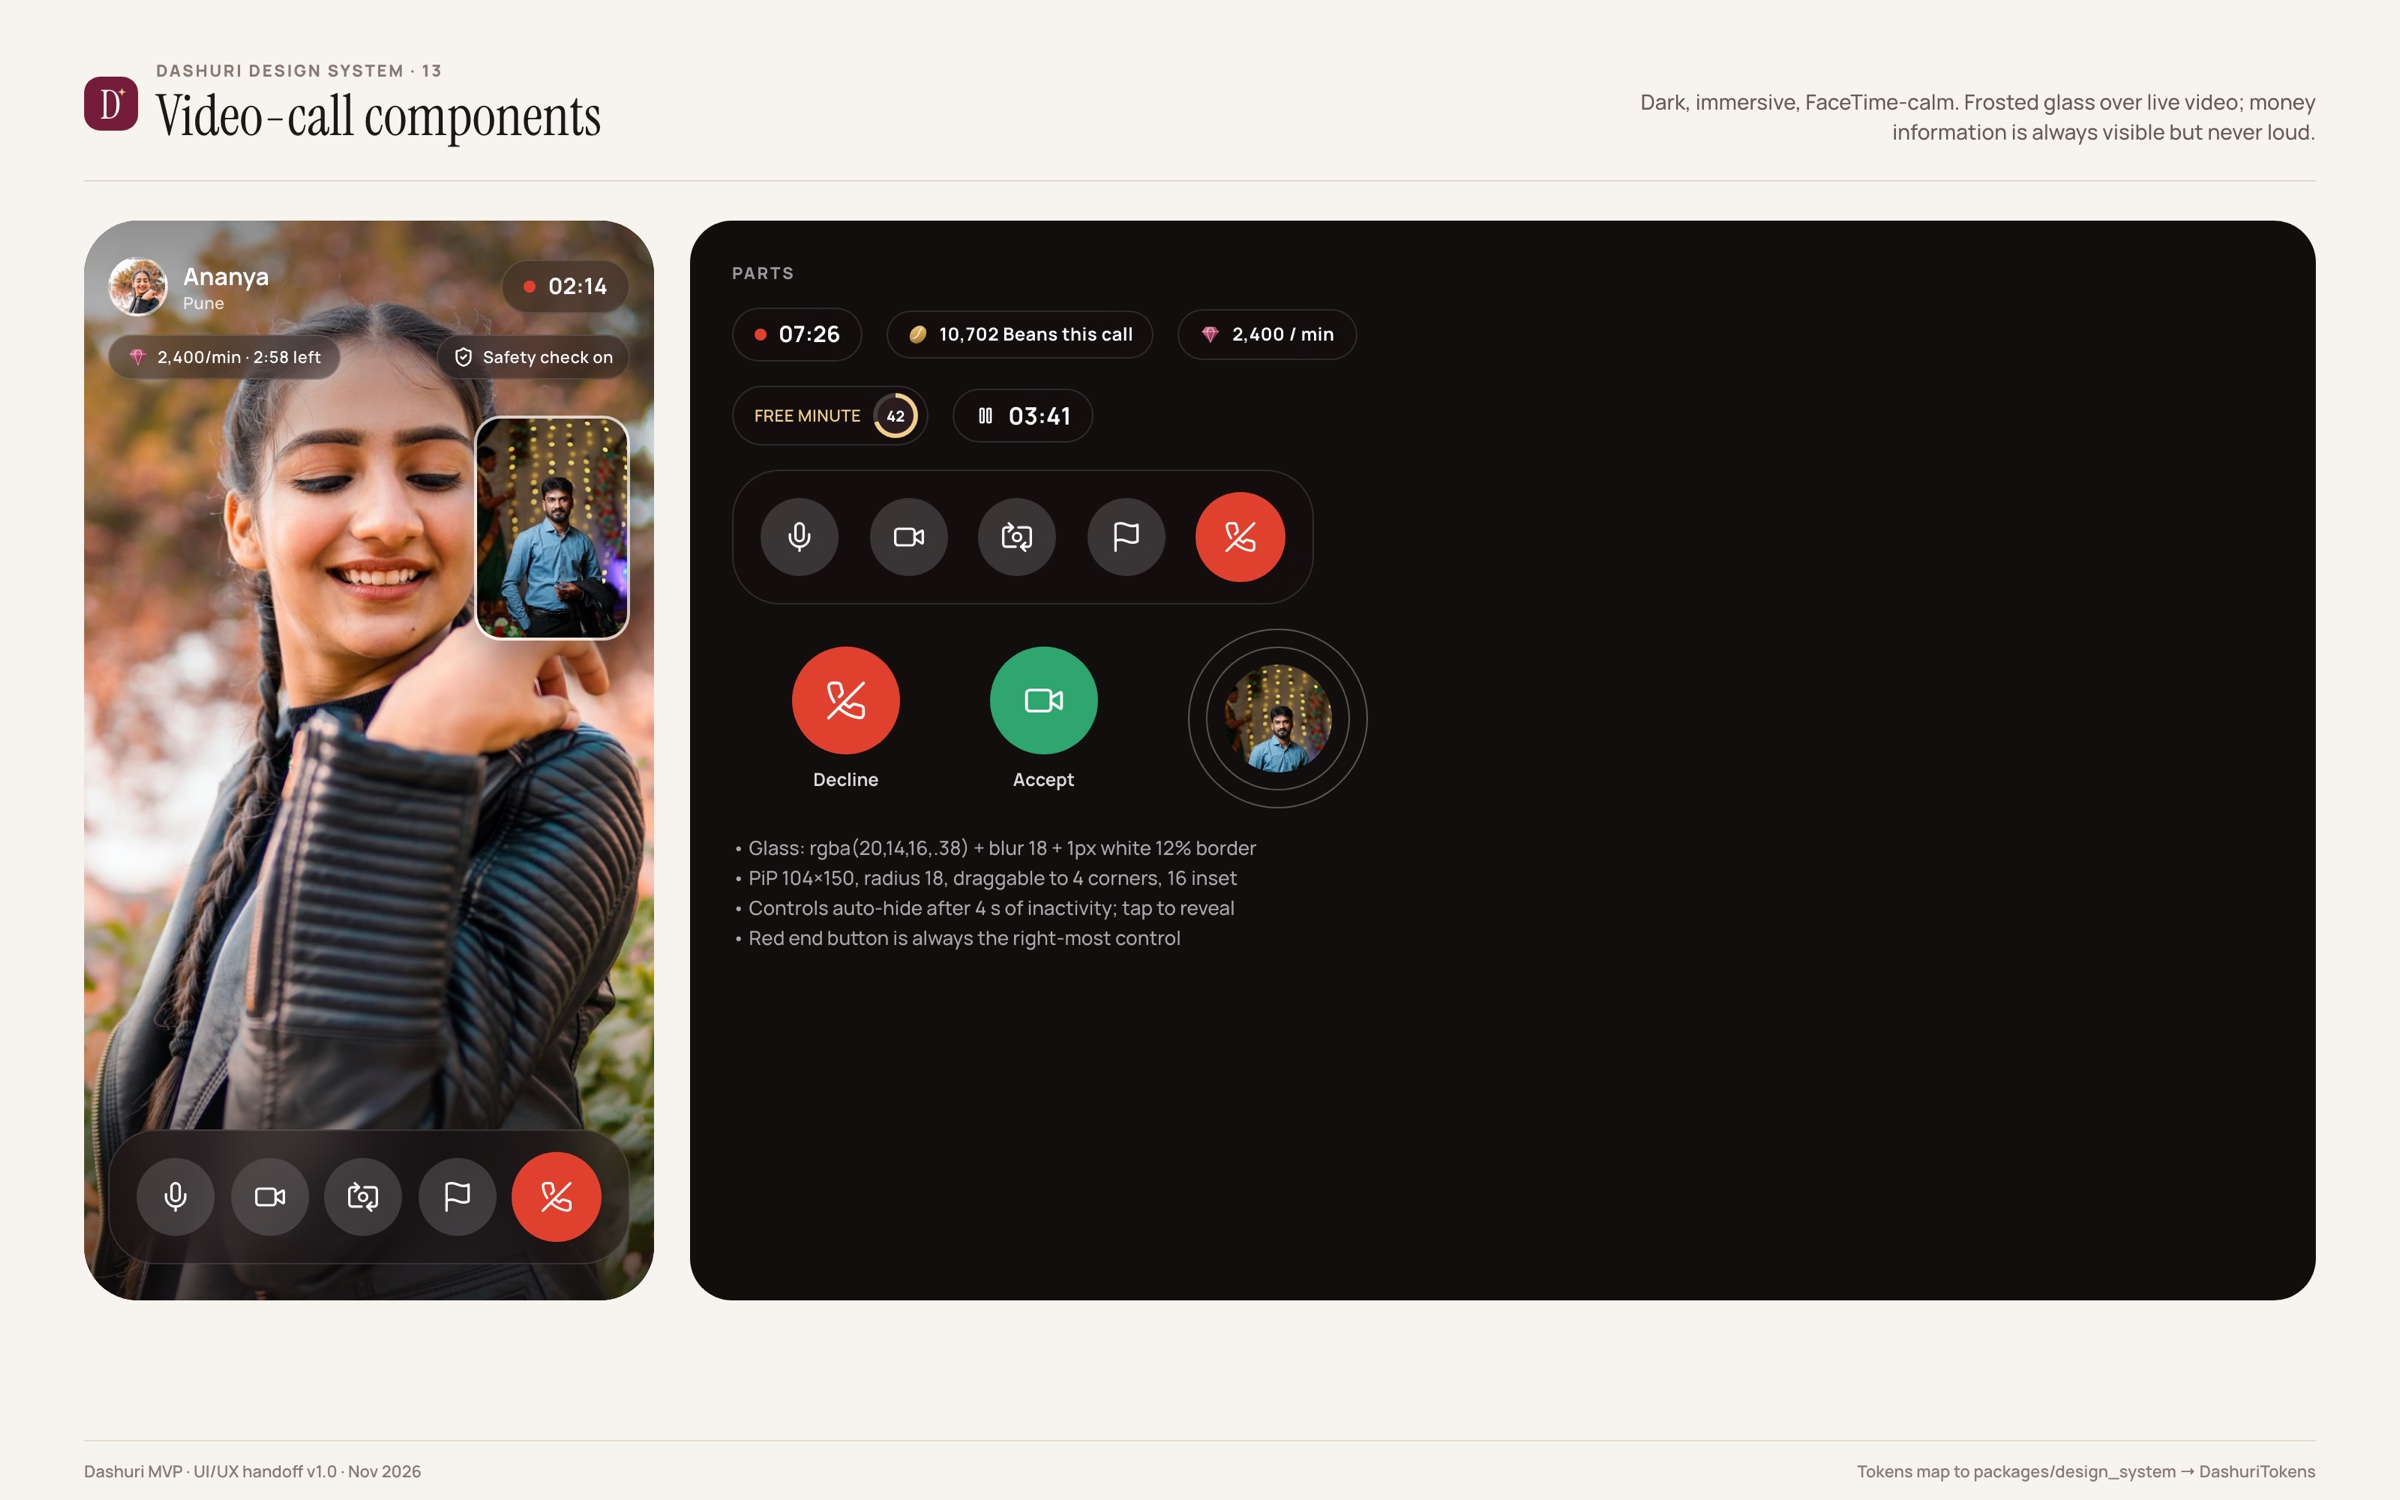 DASHURI DESIGN SYSTEM · 13
D
Video-call components
Dark, immersive, FaceTime-calm. Frosted glass over live video; money
information is always visible but never loud.
Ananya
Pune
02:14
2,400/min · 2:58 left
Safety check on
PARTS
07:26
10,702 Beans this call
2,400 / min
FREE MINUTE
42
03:41
Decline
Accept
• Glass: rgba(20,14,16,.38) + blur 18 + 1px white 12% border
• PiP 104×150, radius 18, draggable to 4 corners, 16 inset
• Controls auto-hide after 4 s of inactivity; tap to reveal
• Red end button is always the right-most control
Dashuri MVP · UI/UX handoff v1.0 · Nov 2026
Tokens map to packages/design_system → DashuriTokens